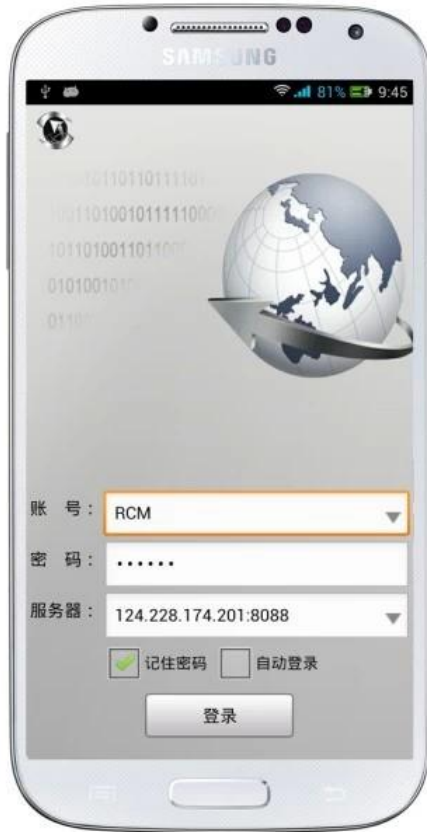 SAMSUNG
81% 9:45
账 号：
RCM
密 码：
••••••
服务器：
124.228.174.201:8088
记住密码 自动登录
登录